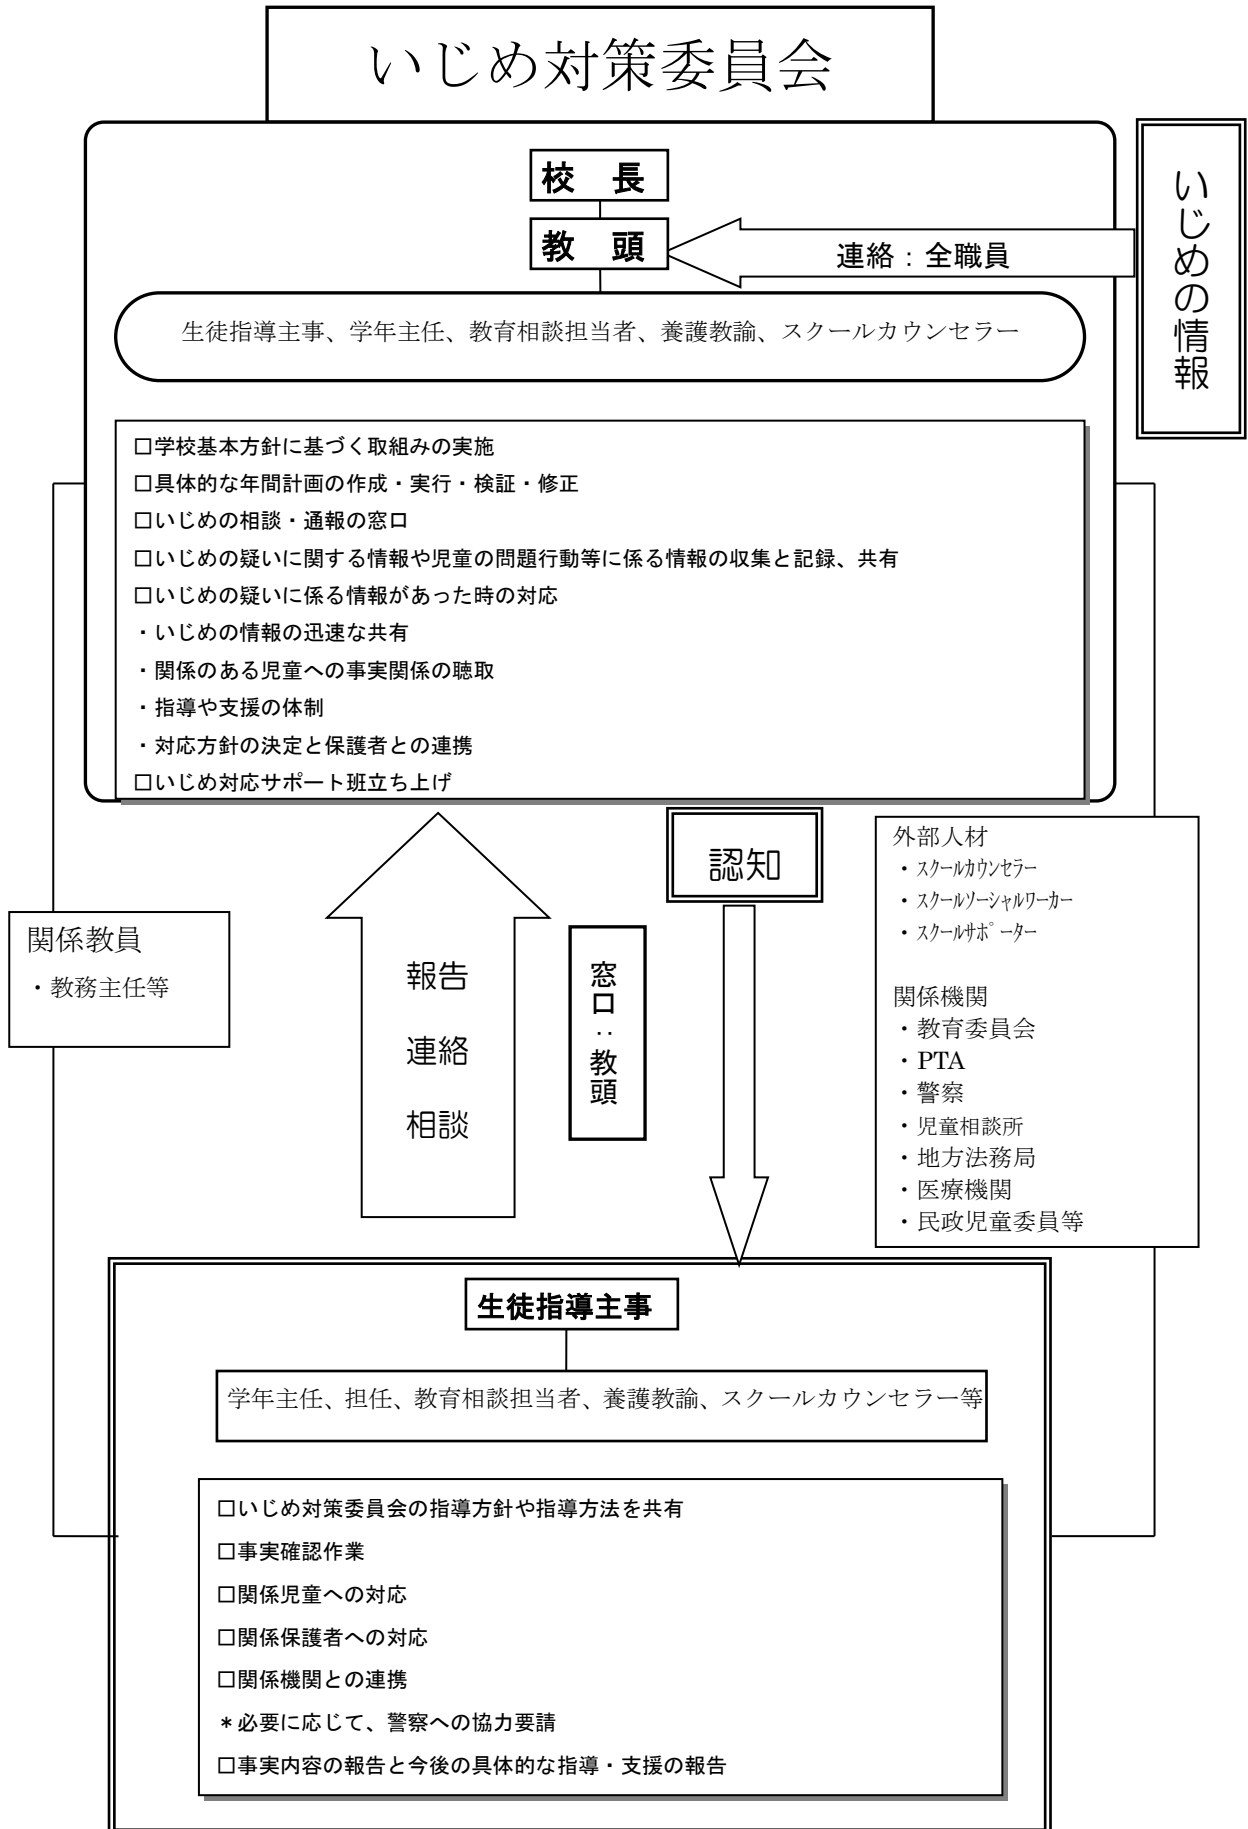 いじめ対策委員会
校　長
教　頭
連絡：全職員
いじめの情報
生徒指導主事、学年主任、教育相談担当者、養護教諭、スクールカウンセラー
□学校基本方針に基づく取組みの実施
□具体的な年間計画の作成・実行・検証・修正
□いじめの相談・通報の窓口
□いじめの疑いに関する情報や児童の問題行動等に係る情報の収集と記録、共有
□いじめの疑いに係る情報があった時の対応
・いじめの情報の迅速な共有
・関係のある児童への事実関係の聴取
・指導や支援の体制
・対応方針の決定と保護者との連携
□いじめ対応サポート班立ち上げ
関係教員
・教務主任等
報告
連絡
相談
窓口：教頭
認知
外部人材
・ｽｸｰﾙｶｳﾝｾﾗｰ
・ｽｸｰﾙｿｰｼｬﾙﾜｰｶｰ
・ｽｸｰﾙｻﾎﾟｰﾀｰ
関係機関
・教育委員会
・PTA
・警察
・児童相談所
・地方法務局
・医療機関
・民政児童委員等
生徒指導主事
学年主任、担任、教育相談担当者、養護教諭、スクールカウンセラー等
□いじめ対策委員会の指導方針や指導方法を共有
□事実確認作業
□関係児童への対応
□関係保護者への対応
□関係機関との連携
＊必要に応じて、警察への協力要請
□事実内容の報告と今後の具体的な指導・支援の報告